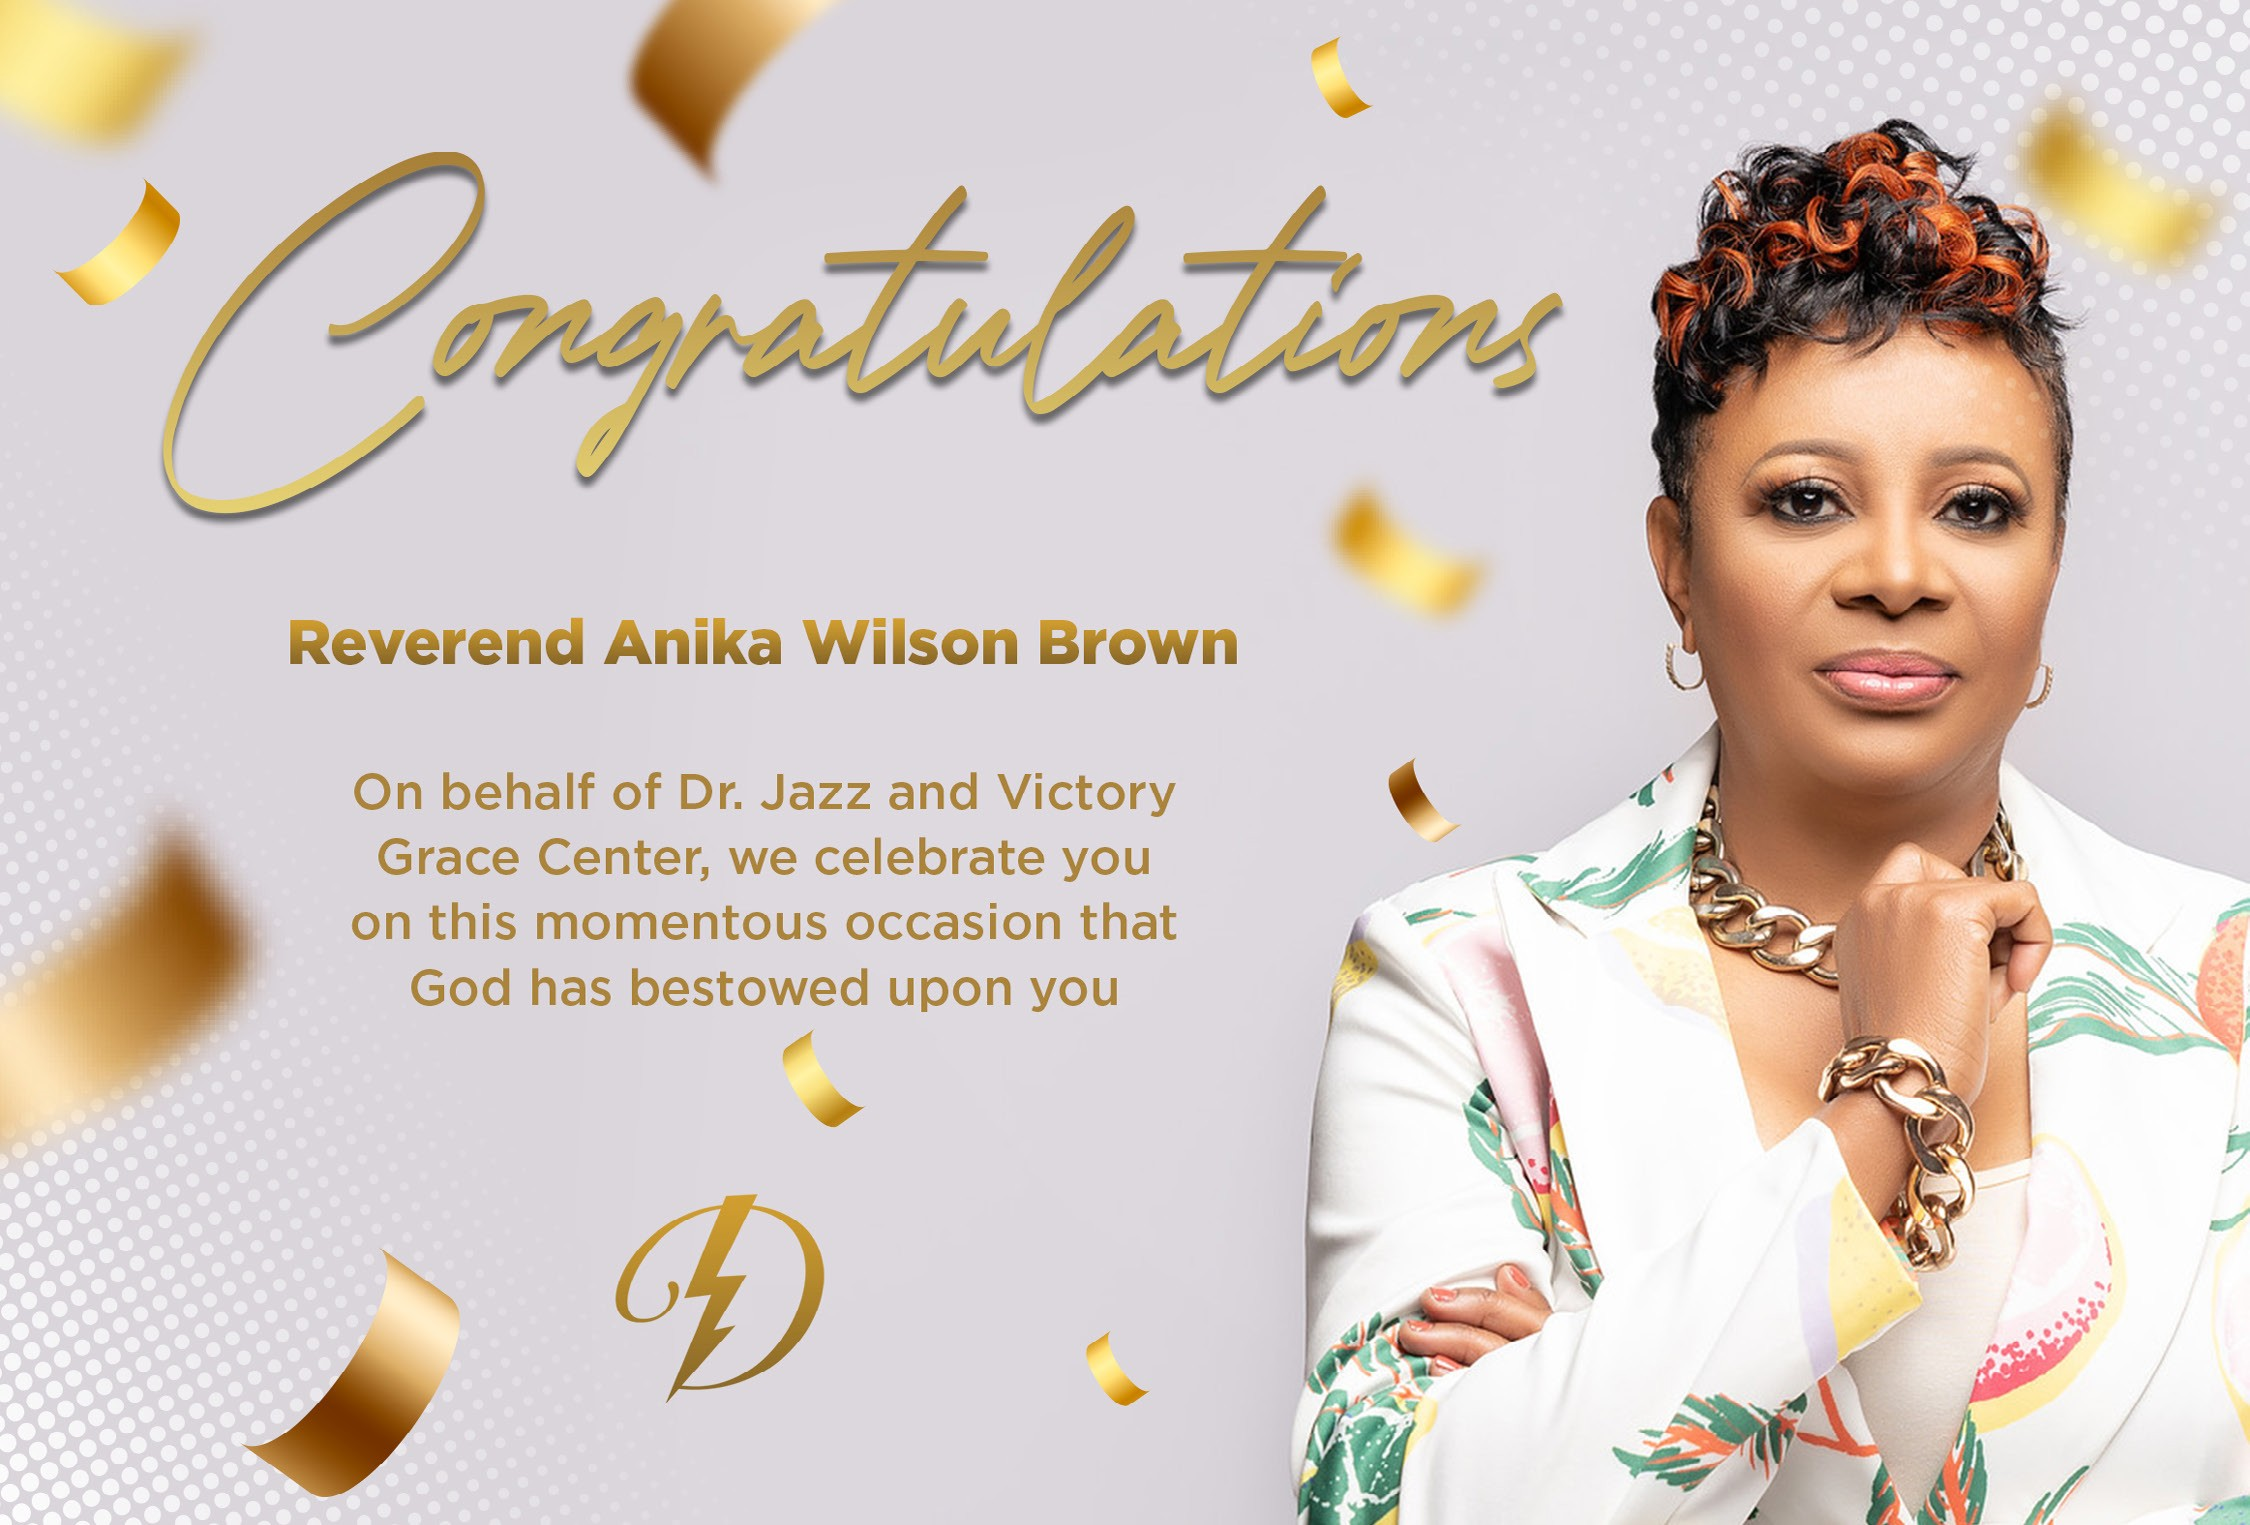 Congratulations
Reverend Anika Wilson Brown
On behalf of Dr. Jazz and Victory
Grace Center, we celebrate you
on this momentous occasion that
God has bestowed upon you
D